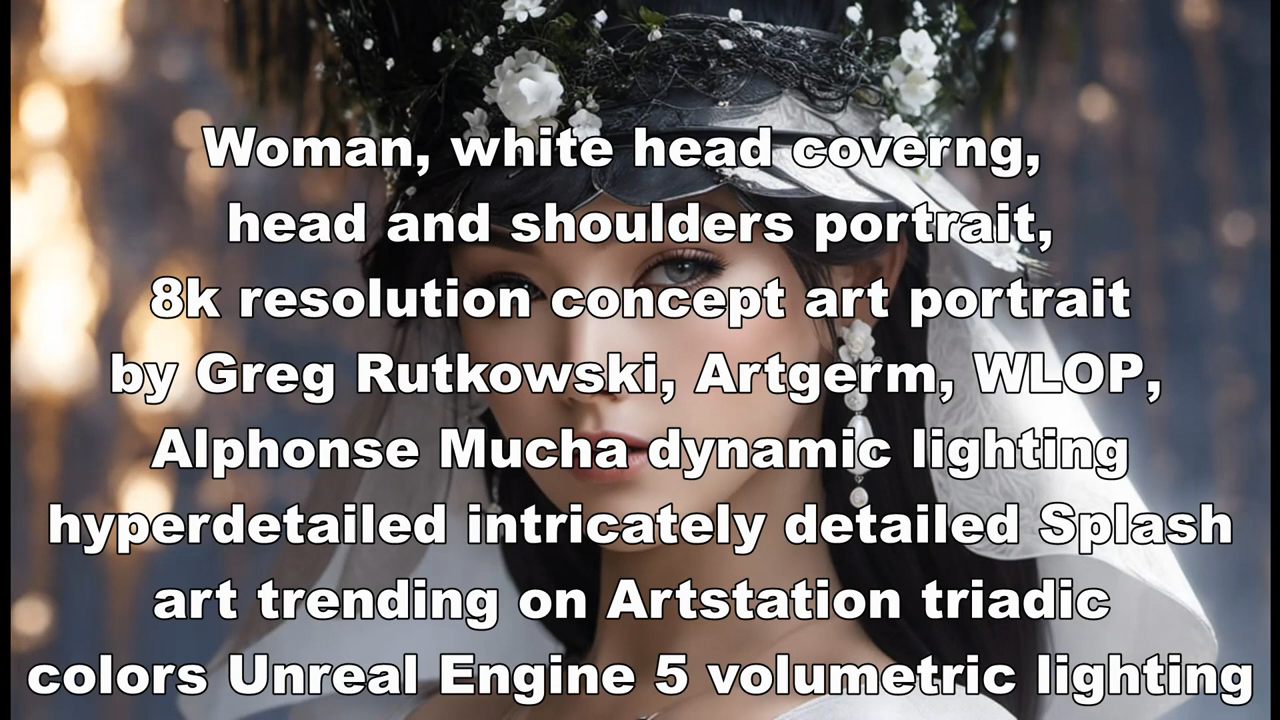 Woman, white head coverng,
head and shoulders portrait,
8k resolution concept art portrait
by Greg Rutkowski, Artgerm, WLOP,
Alphonse Mucha dynamic lighting
hyperdetailed intricately detailed Splash
art trending on Artstation triadic
colors Unreal Engine 5 volumetric lighting